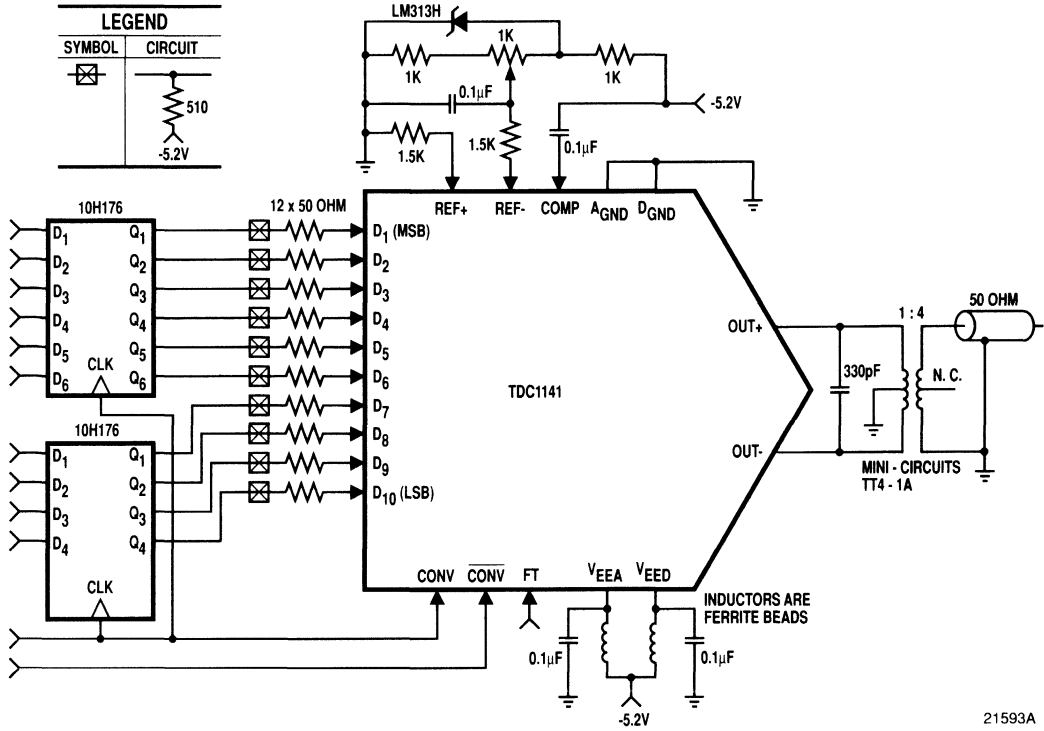 LEGEND
SYMBOL CIRCUIT
510
-5.2V
LM313H
1K
1K
1K
0.1µF
-5.2V
1.5K
1.5K
0.1µF
REF+ REF- COMP AGND DGND
10H176
D1 Q1
D2 Q2
D3 Q3
D4 Q4
D5 Q5
D6 Q6
CLK
12 x 50 OHM
D1 (MSB)
D2
D3
D4
D5
D6
D7
D8
D9
D10 (LSB)
TDC1141
10H176
D1 Q1
D2 Q2
D3 Q3
D4 Q4
CLK
OUT+
OUT-
330pF
1 : 4
N. C.
50 OHM
MINI - CIRCUITS
TT4 - 1A
CONV CONV FT VEEA VEED
INDUCTORS ARE
FERRITE BEADS
0.1µF
0.1µF
-5.2V
21593A